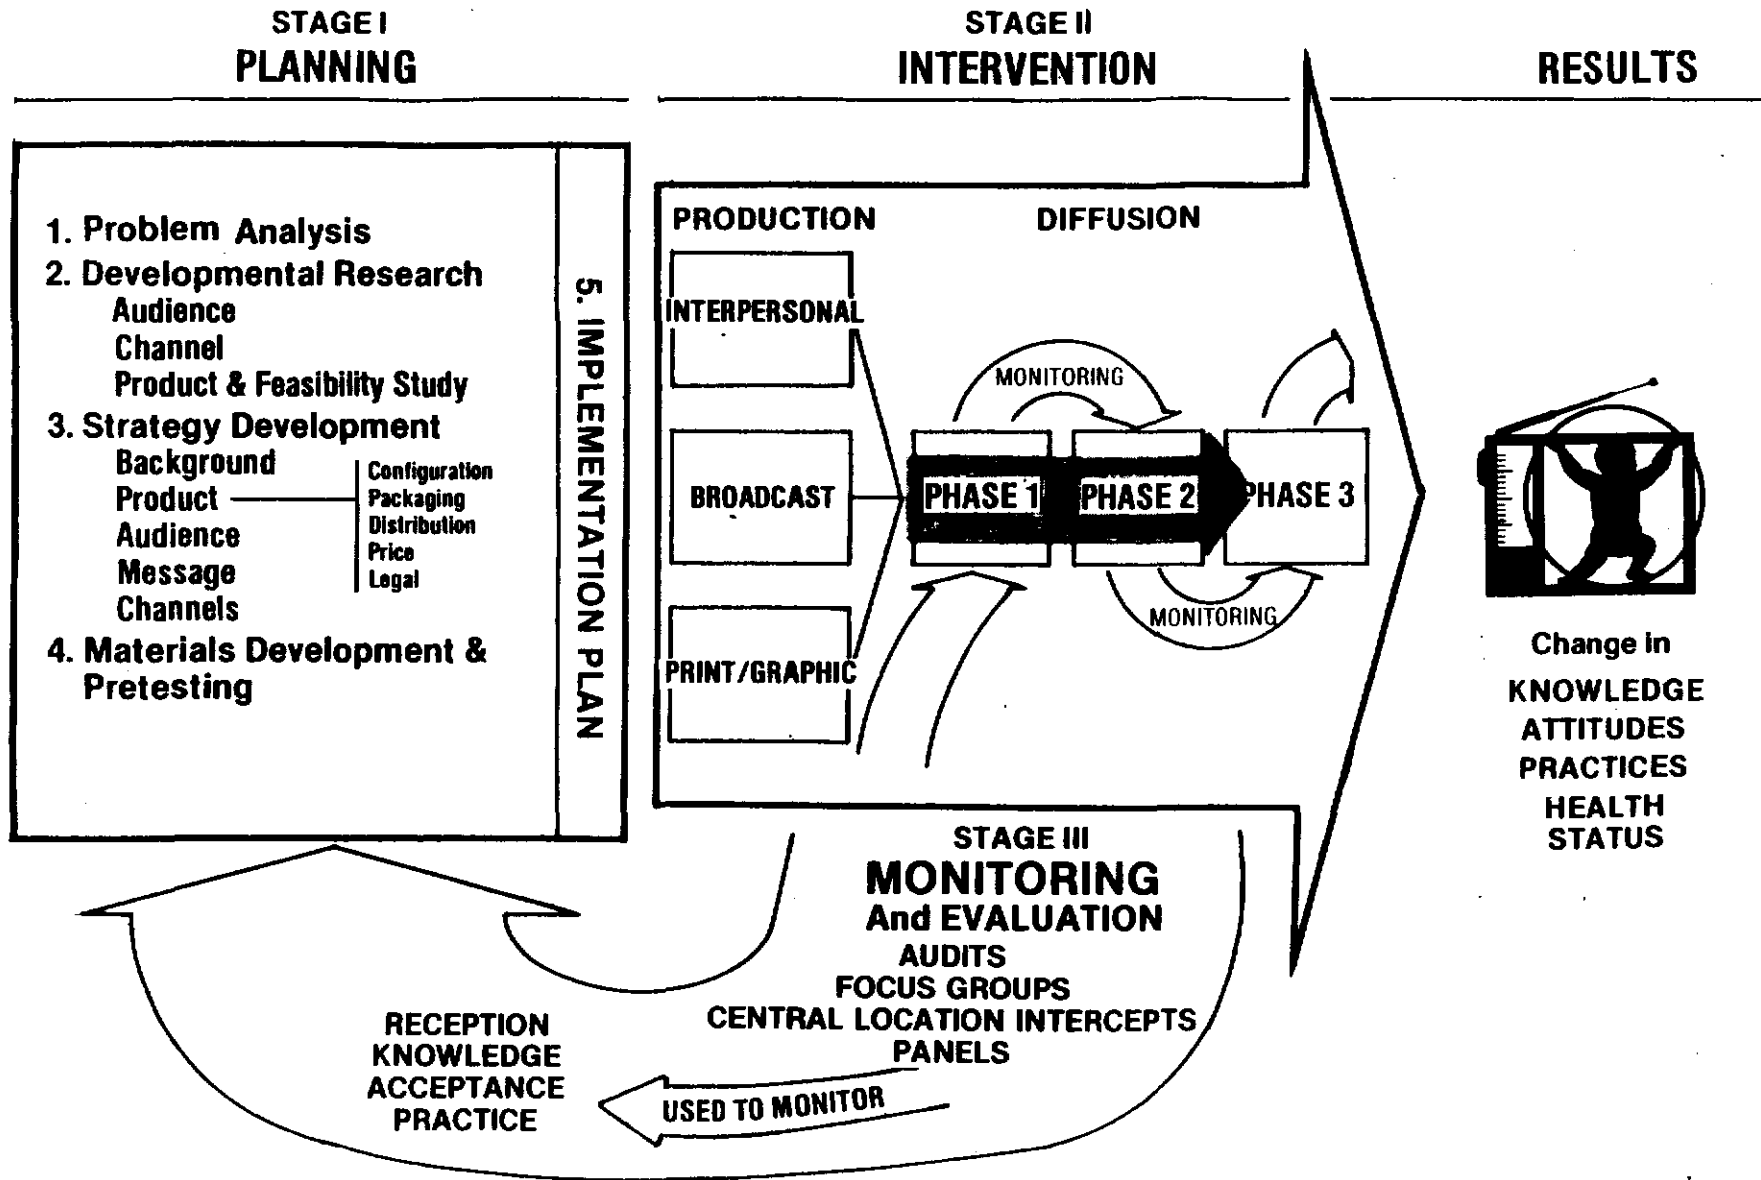 STAGE I
PLANNING
1. Problem Analysis
2. Developmental Research
Audience
Channel
Product & Feasibility Study
3. Strategy Development
Background
Product
Audience
Message
Channels
Configuration
Packaging
Distribution
Price
Legal
4. Materials Development &
Pretesting
5. IMPLEMENTATION PLAN
STAGE II
INTERVENTION
PRODUCTION
INTERPERSONAL
BROADCAST
PRINT/GRAPHIC
DIFFUSION
MONITORING
PHASE 1
PHASE 2
PHASE 3
MONITORING
RESULTS
Change in
KNOWLEDGE
ATTITUDES
PRACTICES
HEALTH
STATUS
STAGE III
MONITORING
And EVALUATION
AUDITS
FOCUS GROUPS
CENTRAL LOCATION INTERCEPTS
PANELS
USED TO MONITOR
RECEPTION
KNOWLEDGE
ACCEPTANCE
PRACTICE